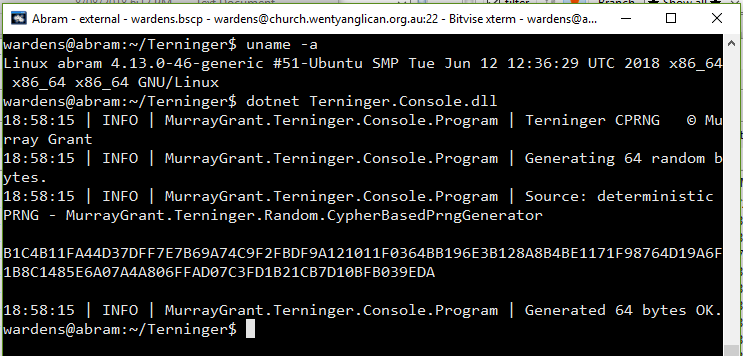 Abram - external - wardens.bscp - wardens@church.wentyanglican.org.au:22 - Bitvise xterm - wardens@a...
wardens@abram:~/Terninger$ uname -a
Linux abram 4.13.0-46-generic #51-Ubuntu SMP Tue Jun 12 12:36:29 UTC 2018 x86_64
 x86_64 x86_64 GNU/Linux
wardens@abram:~/Terninger$ dotnet Terninger.Console.dll
18:58:15 | INFO | MurrayGrant.Terninger.Console.Program | Terninger CPRNG   © Mu
rray Grant
18:58:15 | INFO | MurrayGrant.Terninger.Console.Program | Generating 64 random b
ytes.
18:58:15 | INFO | MurrayGrant.Terninger.Console.Program | Source: deterministic
PRNG - MurrayGrant.Terninger.Random.CypherBasedPrngGenerator
B1C4B11FA44D37DFF7E7B69A74C9F2FBDF9A121011F0364BB196E3B128A8B4BE1171F98764D19A6F
1B8C1485E6A07A4A806FFAD07C3FD1B21CB7D10BFB039EDA
18:58:15 | INFO | MurrayGrant.Terninger.Console.Program | Generated 64 bytes OK.
wardens@abram:~/Terninger$